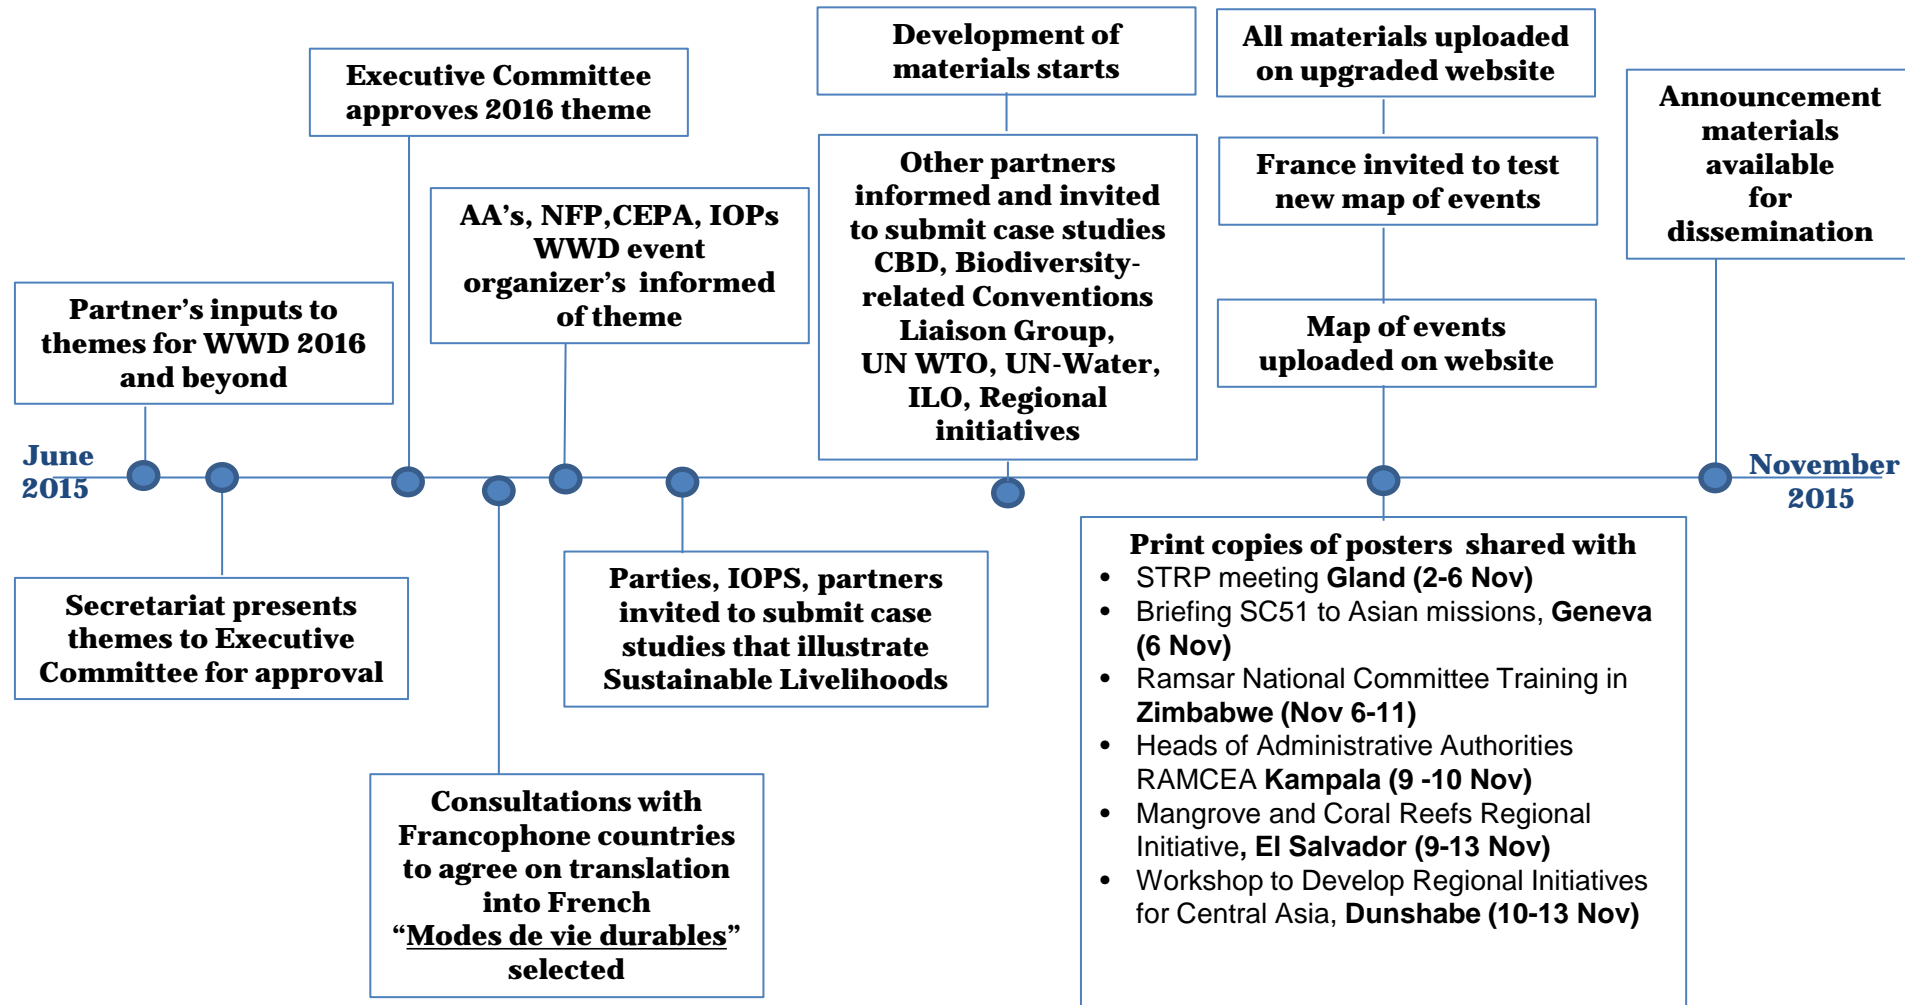 June
2015
Partner's inputs to
themes for WWD 2016
and beyond
Secretariat presents
themes to Executive
Committee for approval
Executive Committee
approves 2016 theme
Consultations with
Francophone countries
to agree on translation
into French
“Modes de vie durables”
selected
AA's, NFP,CEPA, IOPs
WWD event
organizer's informed
of theme
Parties, IOPS, partners
invited to submit case
studies that illustrate
Sustainable Livelihoods
Development of
materials starts
Other partners
informed and invited
to submit case studies
CBD, Biodiversity-
related Conventions
Liaison Group,
UN WTO, UN-Water,
ILO, Regional
initiatives
All materials uploaded
on upgraded website
France invited to test
new map of events
Map of events
uploaded on website
Print copies of posters shared with
• STRP meeting Gland (2-6 Nov)
• Briefing SC51 to Asian missions, Geneva
(6 Nov)
• Ramsar National Committee Training in
Zimbabwe (Nov 6-11)
• Heads of Administrative Authorities
RAMCEA Kampala (9 -10 Nov)
• Mangrove and Coral Reefs Regional
Initiative, El Salvador (9-13 Nov)
• Workshop to Develop Regional Initiatives
for Central Asia, Dunshabe (10-13 Nov)
Announcement
materials
available
for
dissemination
November
2015